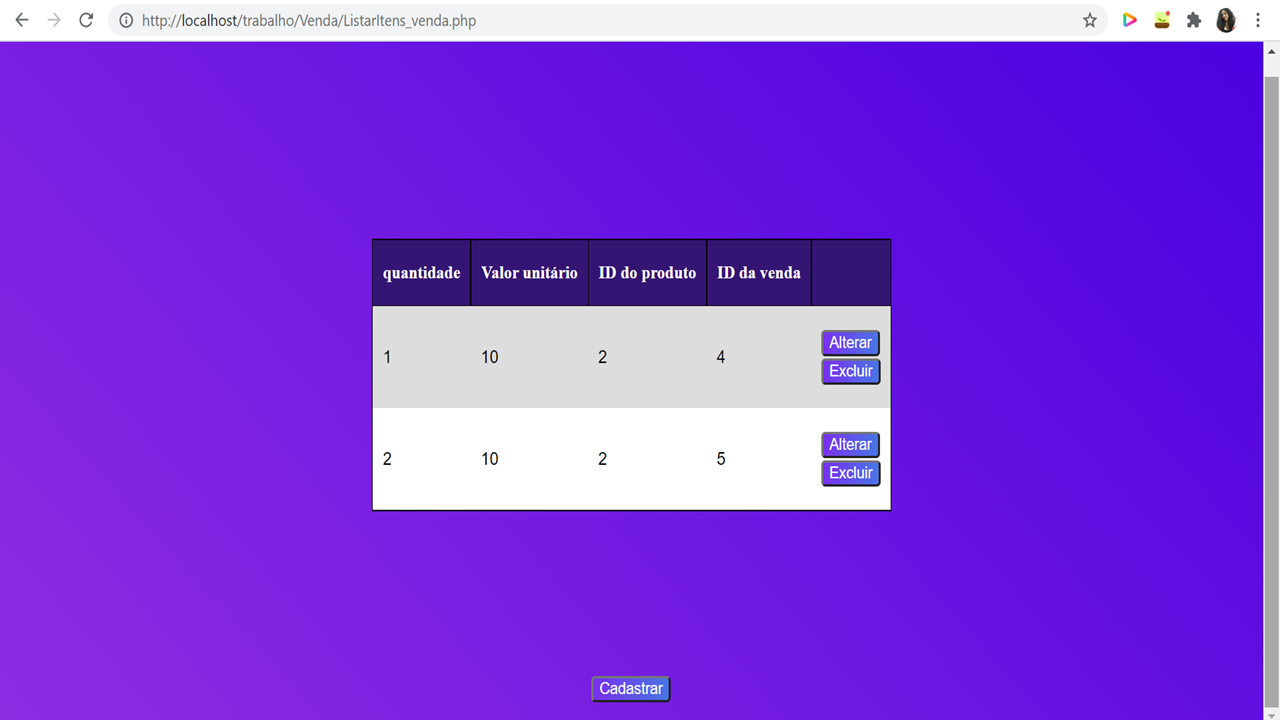 http://localhost/trabalho/Venda/ListarItens_venda.php
quantidade Valor unitário ID do produto ID da venda
1 10 2 4 Alterar
Excluir
2 10 2 5 Alterar
Excluir
Cadastrar